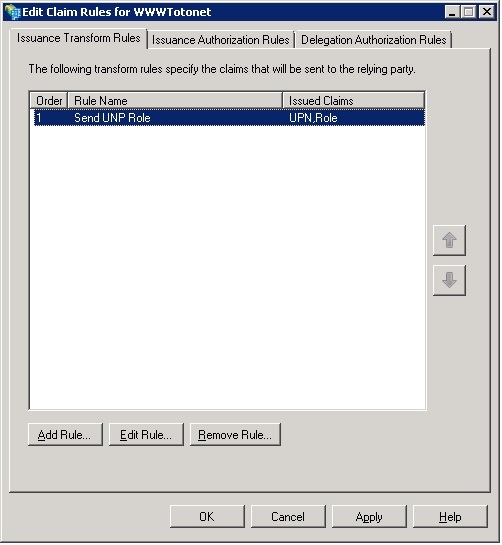 Edit Claim Rules for WWWTotonet
Issuance Transform Rules Issuance Authorization Rules Delegation Authorization Rules
The following transform rules specify the claims that will be sent to the relying party.
Order Rule Name Issued Claims
1 Send UNP Role UPN,Role
Add Rule... Edit Rule... Remove Rule...
OK Cancel Apply Help